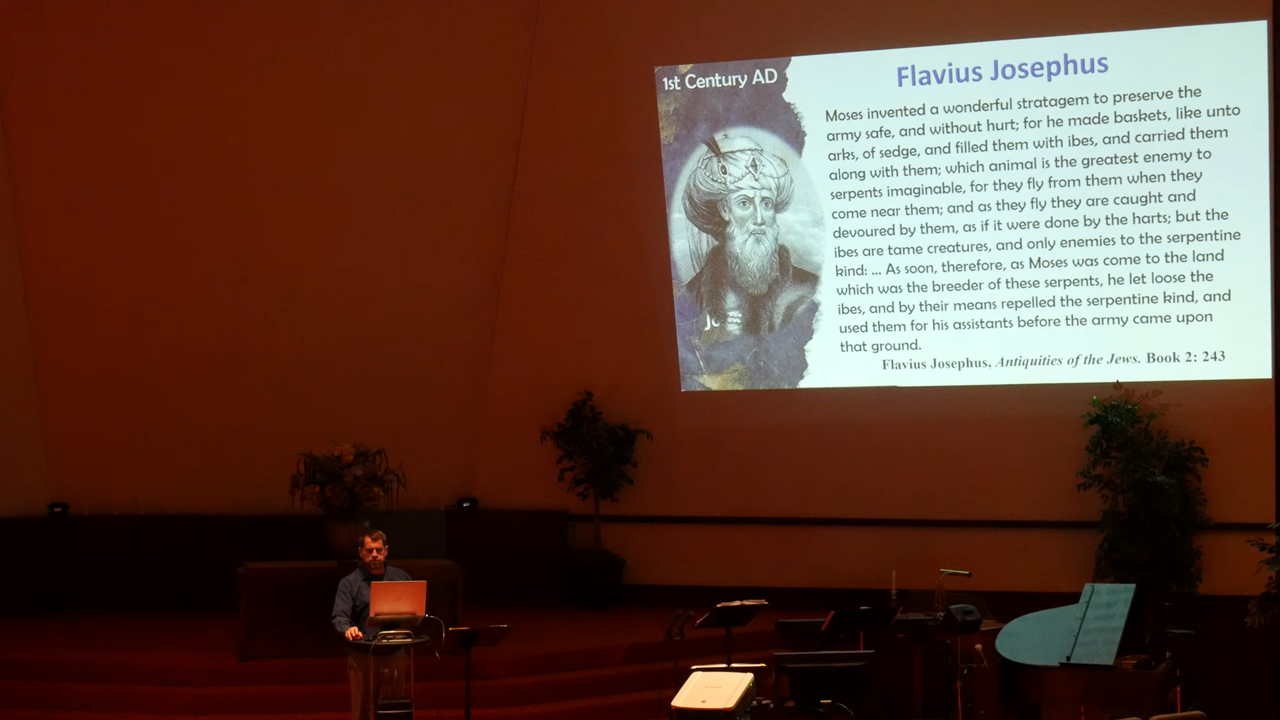 1st Century AD
Flavius Josephus
Moses invented a wonderful stratagem to preserve the
army safe, and without hurt; for he made baskets, like unto
arks, of sedge, and filled them with ibes, and carried them
along with them; which animal is the greatest enemy to
serpents imaginable, for they fly from them when they
come near them; and as they fly they are caught and
devoured by them, as if it were done by the harts; but the
ibes are tame creatures, and only enemies to the serpentine
kind: ... As soon, therefore, as Moses was come to the land
which was the breeder of these serpents, he let loose the
ibes, and by their means repelled the serpentine kind, and
used them for his assistants before the army came upon
that ground.
Flavius Josephus, Antiquities of the Jews. Book 2: 243